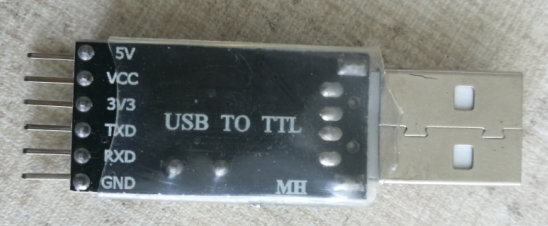 5V
VCC
3V3
TXD
RXD
GND
USB TO TTL
MH